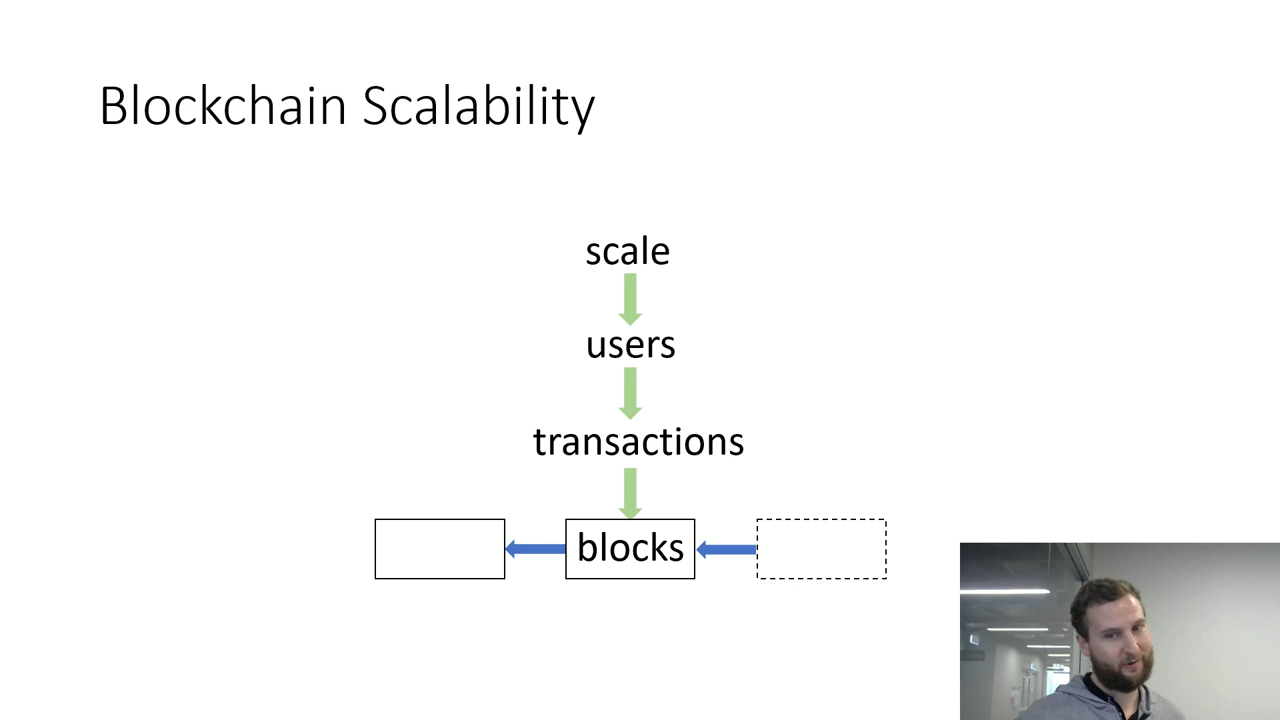 Blockchain Scalability
scale
users
transactions
blocks